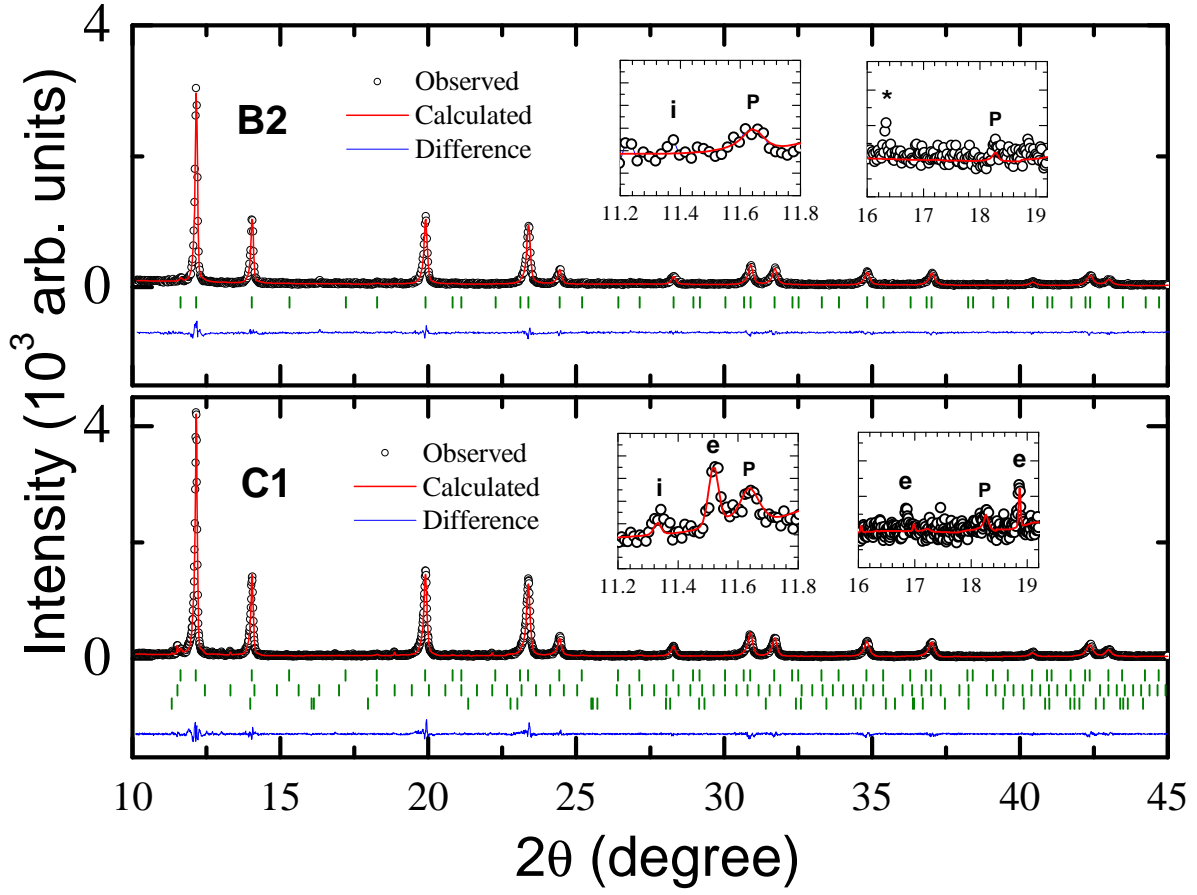 Intensity (10³ arb. units)
4
0
B2
Observed
Calculated
Difference
i
P
11.2 11.4 11.6 11.8
*
P
16 17 18 19
4
0
C1
Observed
Calculated
Difference
i
e
P
11.2 11.4 11.6 11.8
e
P
e
16 17 18 19
10 15 20 25 30 35 40 45
2θ (degree)